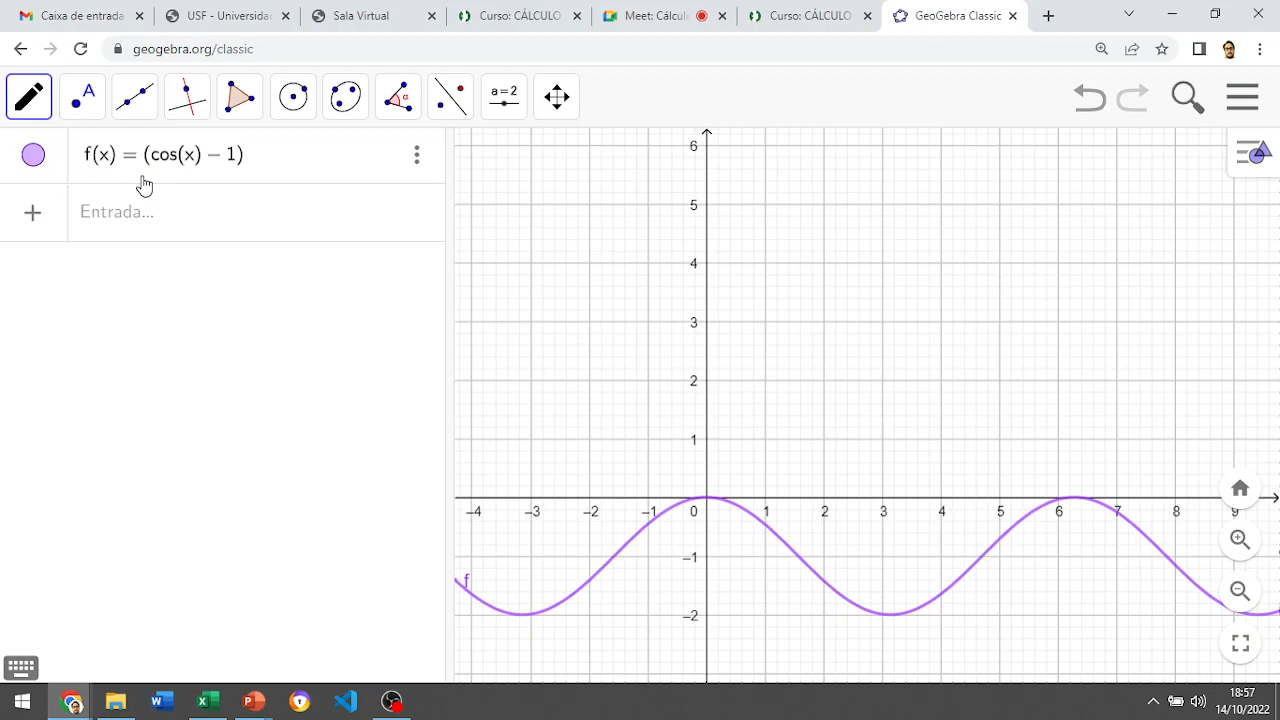 Caixa de entrada
USF - Universidad
Sala Virtual
Curso: CÁLCULO
Meet: Cálculo
Curso: CÁLCULO
GeoGebra Classic
geogebra.org/classic
A
α
a=2
f(x) = (cos(x) − 1)
+ Entrada...
6
5
4
3
2
1
−4 −3 −2 −1 0 1 2 3 4 5 6 7 8 9
−1
−2
f
18:57
14/10/2022